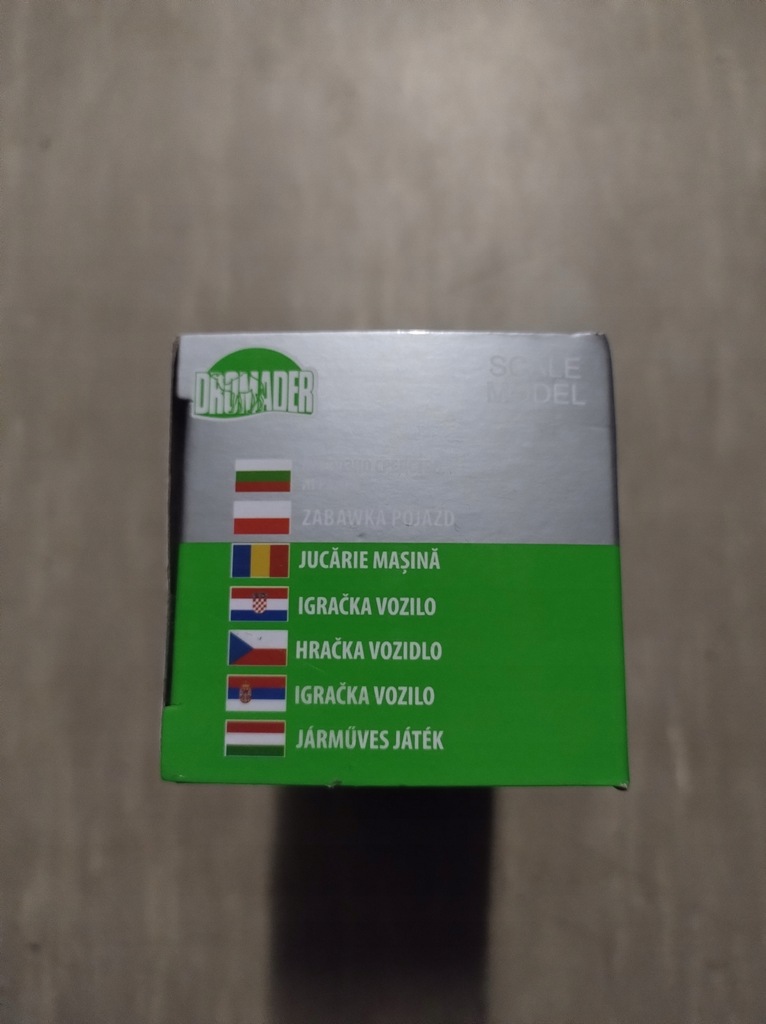 DROMADER
SCALE
MODEL
ZABAWKA POJAZD
JUCĂRIE MAȘINĂ
IGRAČKA VOZILO
HRAČKA VOZIDLO
IGRAČKA VOZILO
JÁRMŰVES JÁTÉK